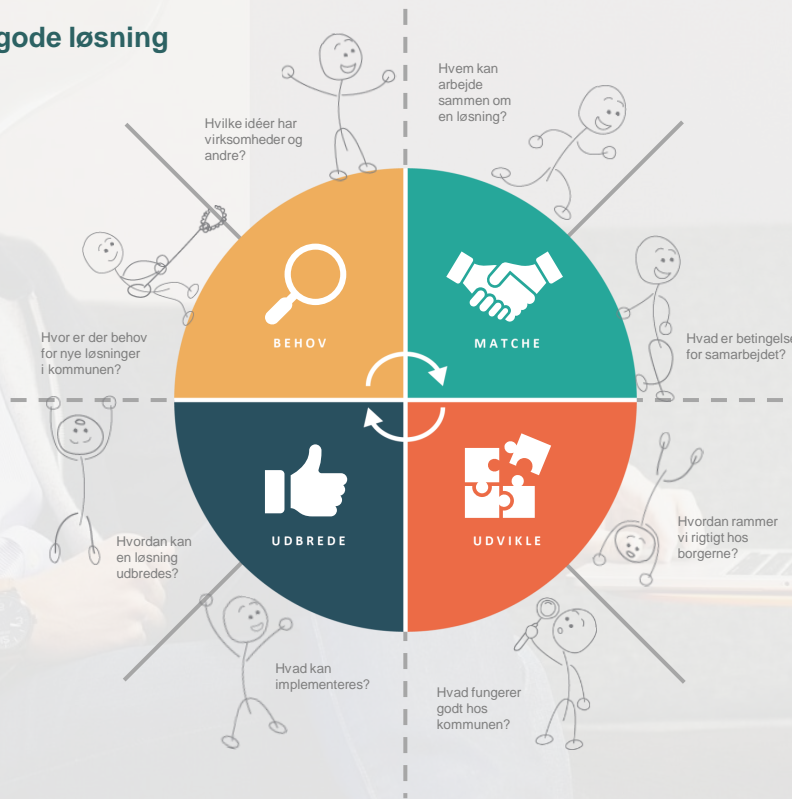 gode løsning
Hvem kan
arbejde
sammen om
en løsning?
Hvilke idéer har
virksomheder og
andre?
BEHOV
MATCHE
Hvor er der behov
for nye løsninger
i kommunen?
Hvad er betingelse
for samarbejdet?
UDBREDE
UDVIKLE
Hvordan kan
en løsning
udbredes?
Hvordan rammer
vi rigtigt hos
borgerne?
Hvad kan
implementeres?
Hvad fungerer
godt hos
kommunen?